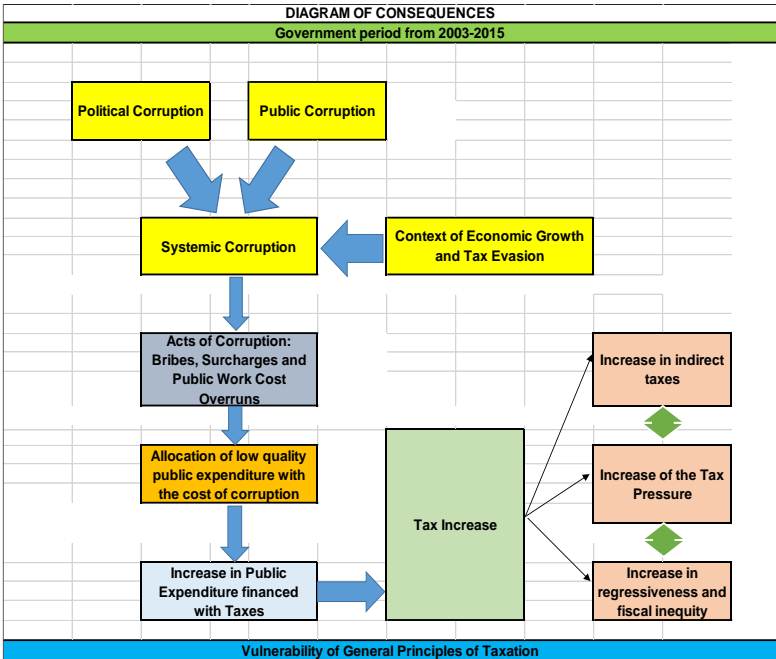 DIAGRAM OF CONSEQUENCES
Government period from 2003-2015
Political Corruption
Public Corruption
Systemic Corruption
Context of Economic Growth
and Tax Evasion
Acts of Corruption:
Bribes, Surcharges and
Public Work Cost
Overruns
Increase in indirect
taxes
Allocation of low quality
public expenditure with
the cost of corruption
Tax Increase
Increase of the Tax
Pressure
Increase in Public
Expenditure financed
with Taxes
Increase in
regressiveness and
fiscal inequity
Vulnerability of General Principles of Taxation